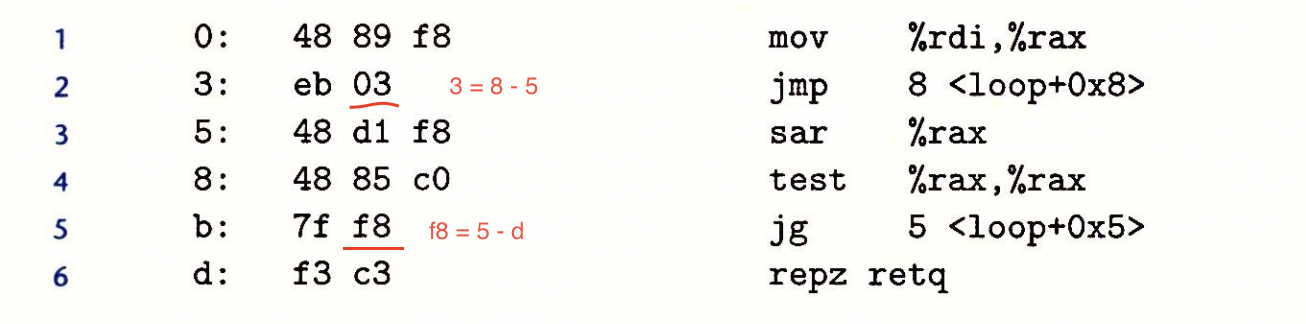 1 0: 48 89 f8 mov %rdi,%rax
2 3: eb 03 3 = 8 - 5 jmp 8 <loop+0x8>
3 5: 48 d1 f8 sar %rax
4 8: 48 85 c0 test %rax,%rax
5 b: 7f f8 f8 = 5 - d jg 5 <loop+0x5>
6 d: f3 c3 repz retq